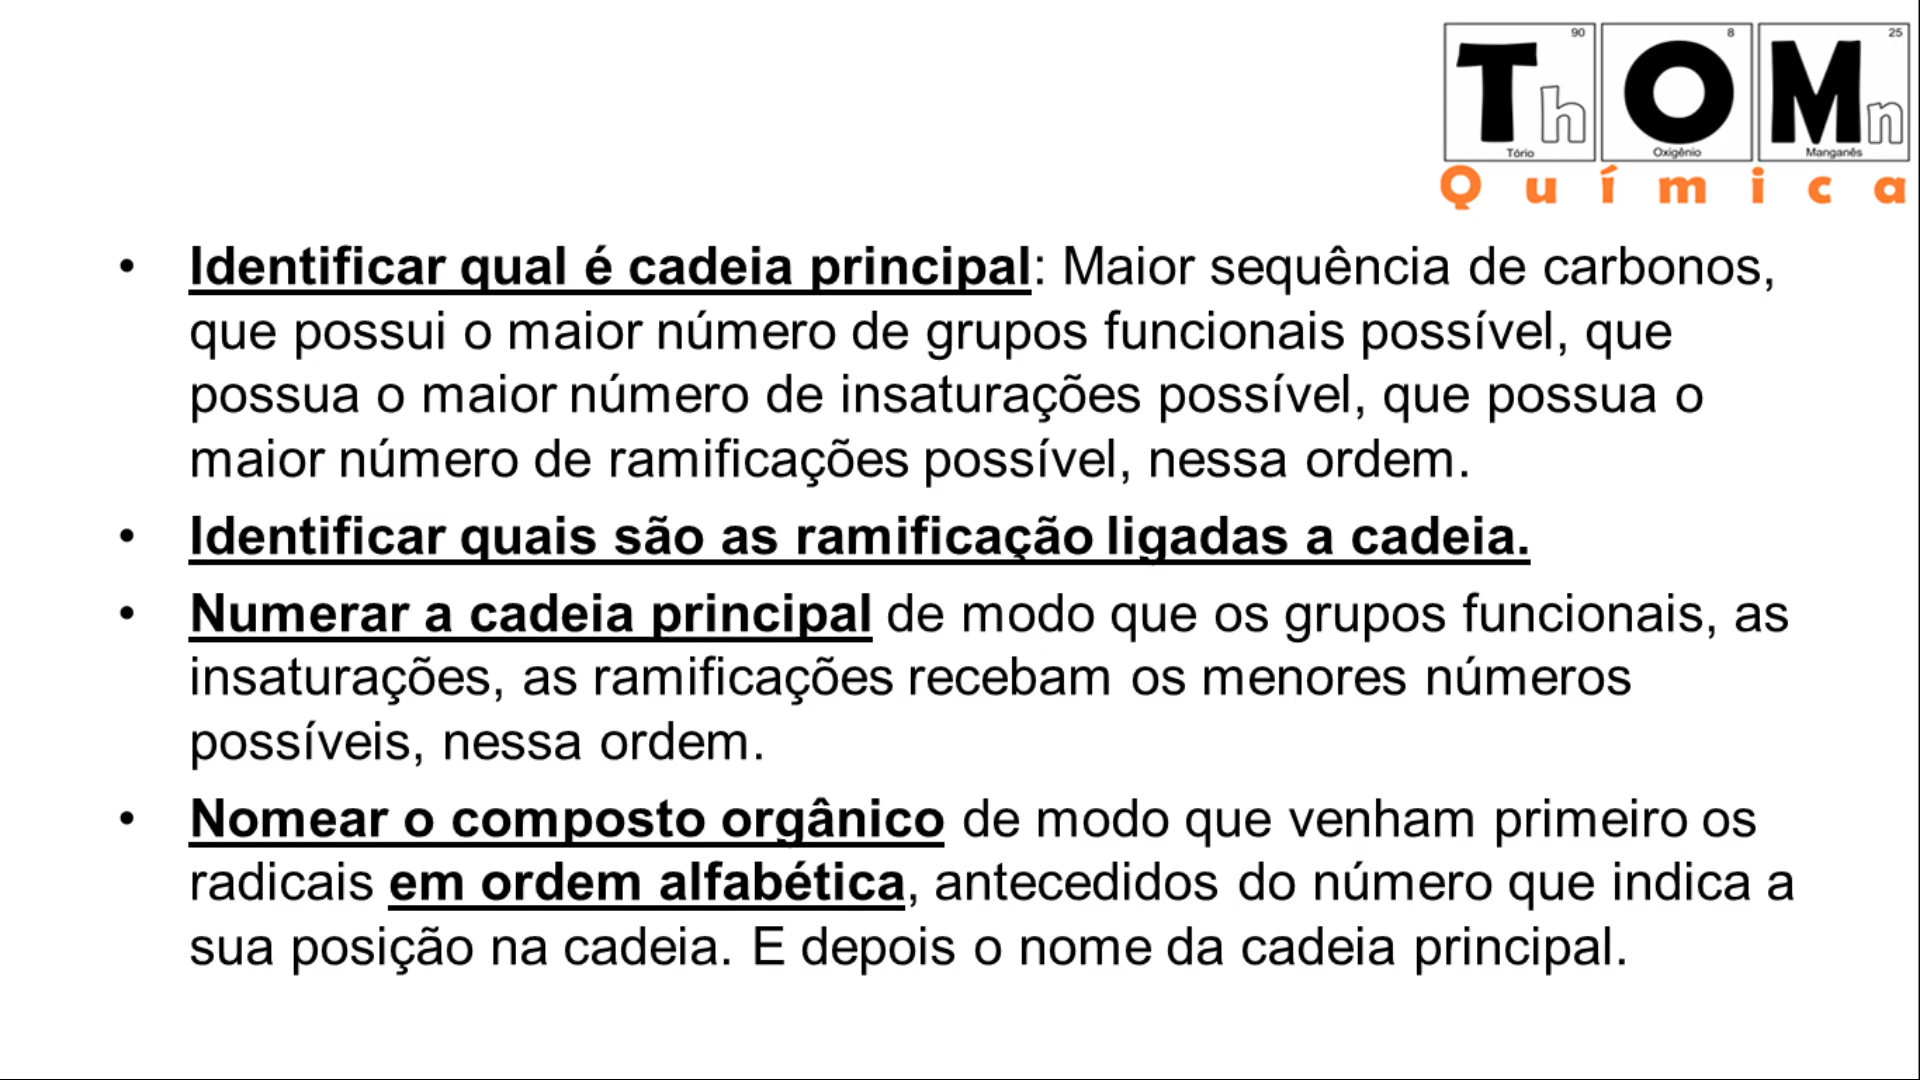 90 8 25
Th O Mn
Tório Oxigênio Manganês
Química
• Identificar qual é cadeia principal: Maior sequência de carbonos,
que possui o maior número de grupos funcionais possível, que
possua o maior número de insaturações possível, que possua o
maior número de ramificações possível, nessa ordem.
• Identificar quais são as ramificação ligadas a cadeia.
• Numerar a cadeia principal de modo que os grupos funcionais, as
insaturações, as ramificações recebam os menores números
possíveis, nessa ordem.
• Nomear o composto orgânico de modo que venham primeiro os
radicais em ordem alfabética, antecedidos do número que indica a
sua posição na cadeia. E depois o nome da cadeia principal.